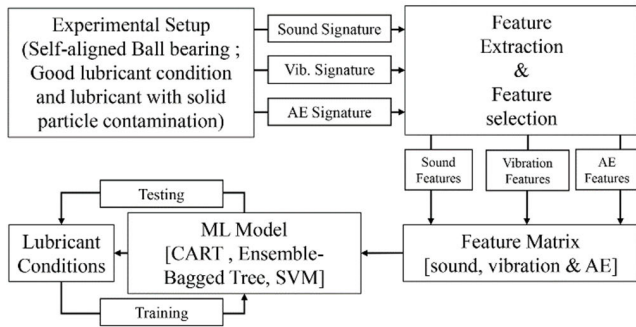 Experimental Setup
(Self-aligned Ball bearing ;
Good lubricant condition
and lubricant with solid
particle contamination)
Sound Signature
Vib. Signature
AE Signature
Feature
Extraction
&
Feature
selection
Sound
Features
Vibration
Features
AE
Features
Feature Matrix
[sound, vibration & AE]
ML Model
[CART , Ensemble-
Bagged Tree, SVM]
Testing
Lubricant
Conditions
Training